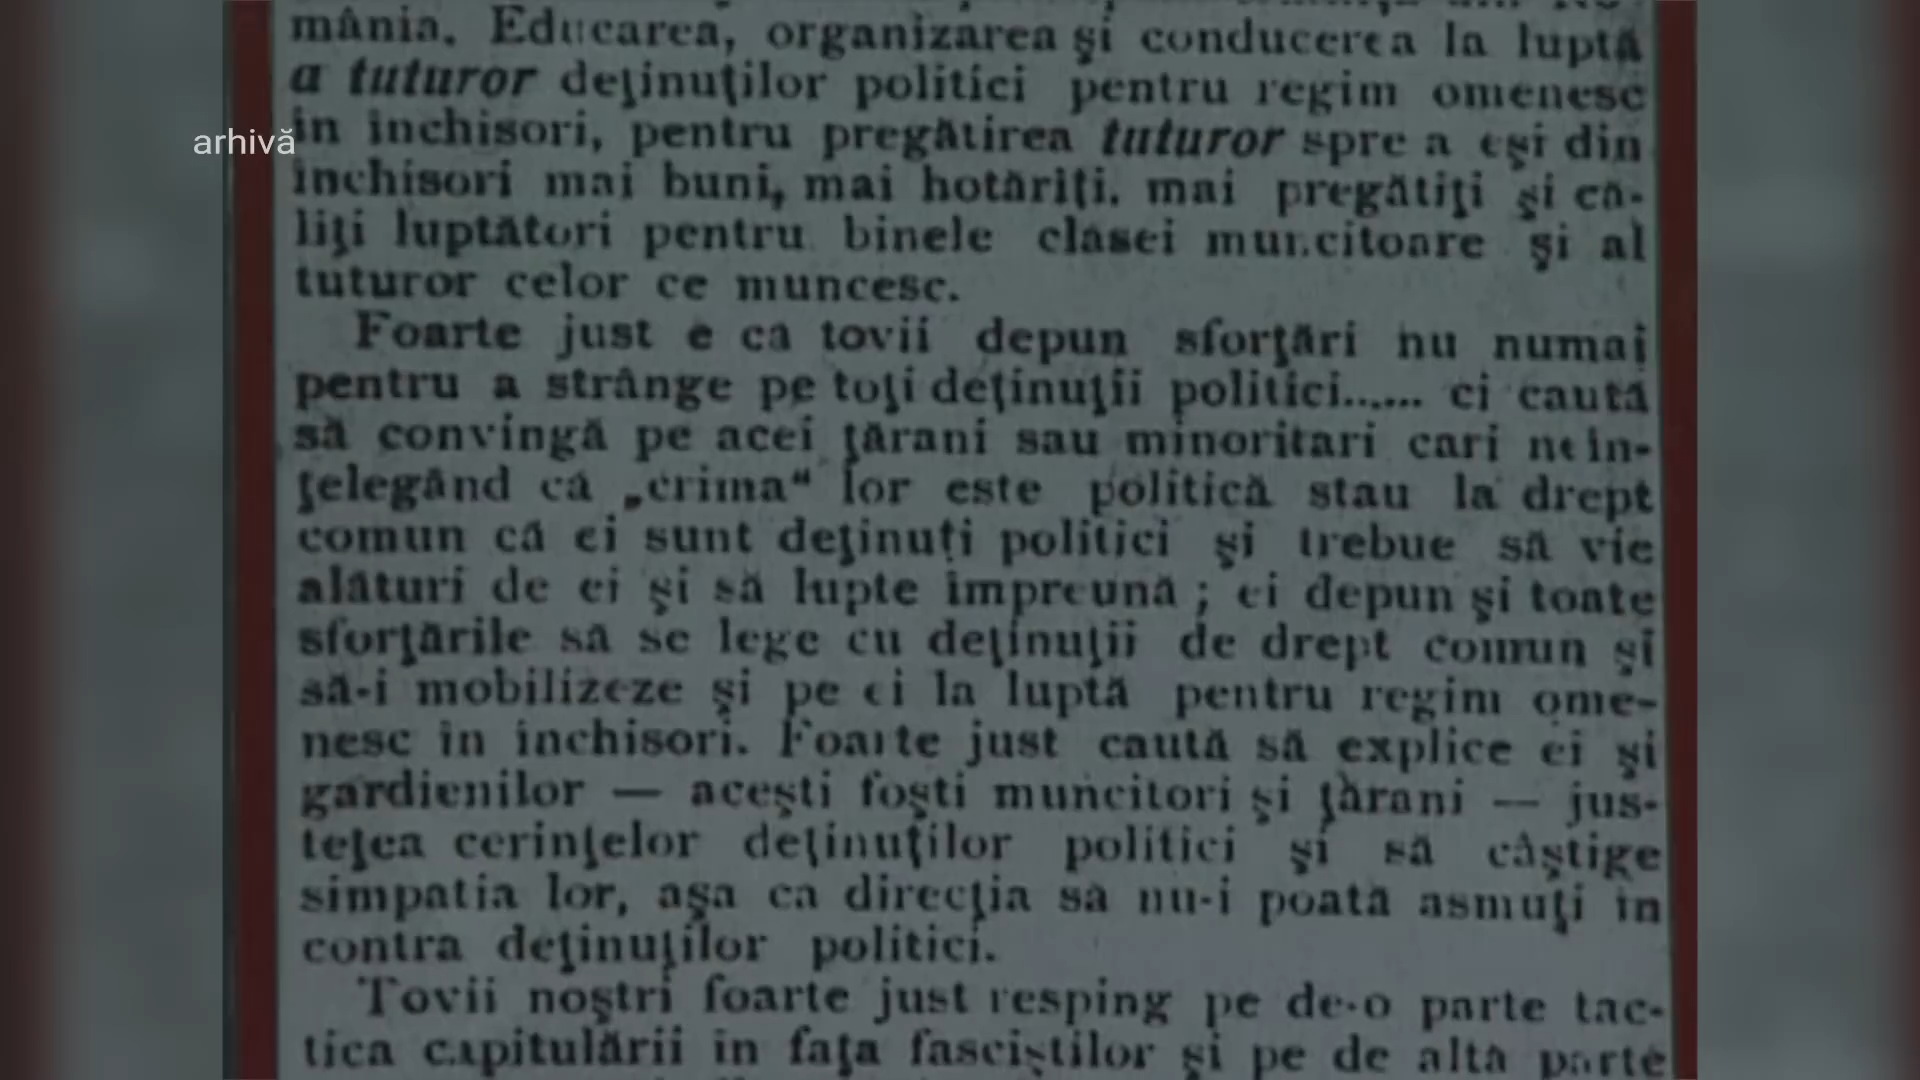 mânia. Educarea, organizarea și conducerea la luptă
a tuturor deţinuţilor politici pentru regim omenesc
arhivă
in inchisori, pentru pregătirea tuturor spre a eși din
inchisori mai buni, mai hotăriţi. mai pregătiţi şi că-
liţi luptători pentru binele clasei muncitoare şi al
tuturor celor ce muncesc.
Foarte just e ca tovii depun sforţări nu numai
pentru a strânge pe toţi deţinuţii politici...... ci caută
să convingă pe acei ţărani sau minoritari cari nein-
ţelegând că „crima“ lor este politică stau la drept
comun că ei sunt deţinuţi politici şi trebue să vie
alături de ei şi să lupte impreună ; ei depun şi toate
sforţările să se lege cu deţinuţii de drept comun şi
să-i mobilizeze şi pe ei la luptă pentru regim ome-
nesc in inchisori. Foarte just caută să explice ei şi
gardienilor — aceşti foşti muncitori şi ţărani — jus-
teţea cerinţelor deţinuţilor politici şi să câştige
simpatia lor, aşa ca direcţia să nu-i poată asmuţi in
contra deţinuţilor politici.
Tovii noştri foarte just resping pe de-o parte tac-
tica capitulării in faţa fasciştilor şi pe de altă parte